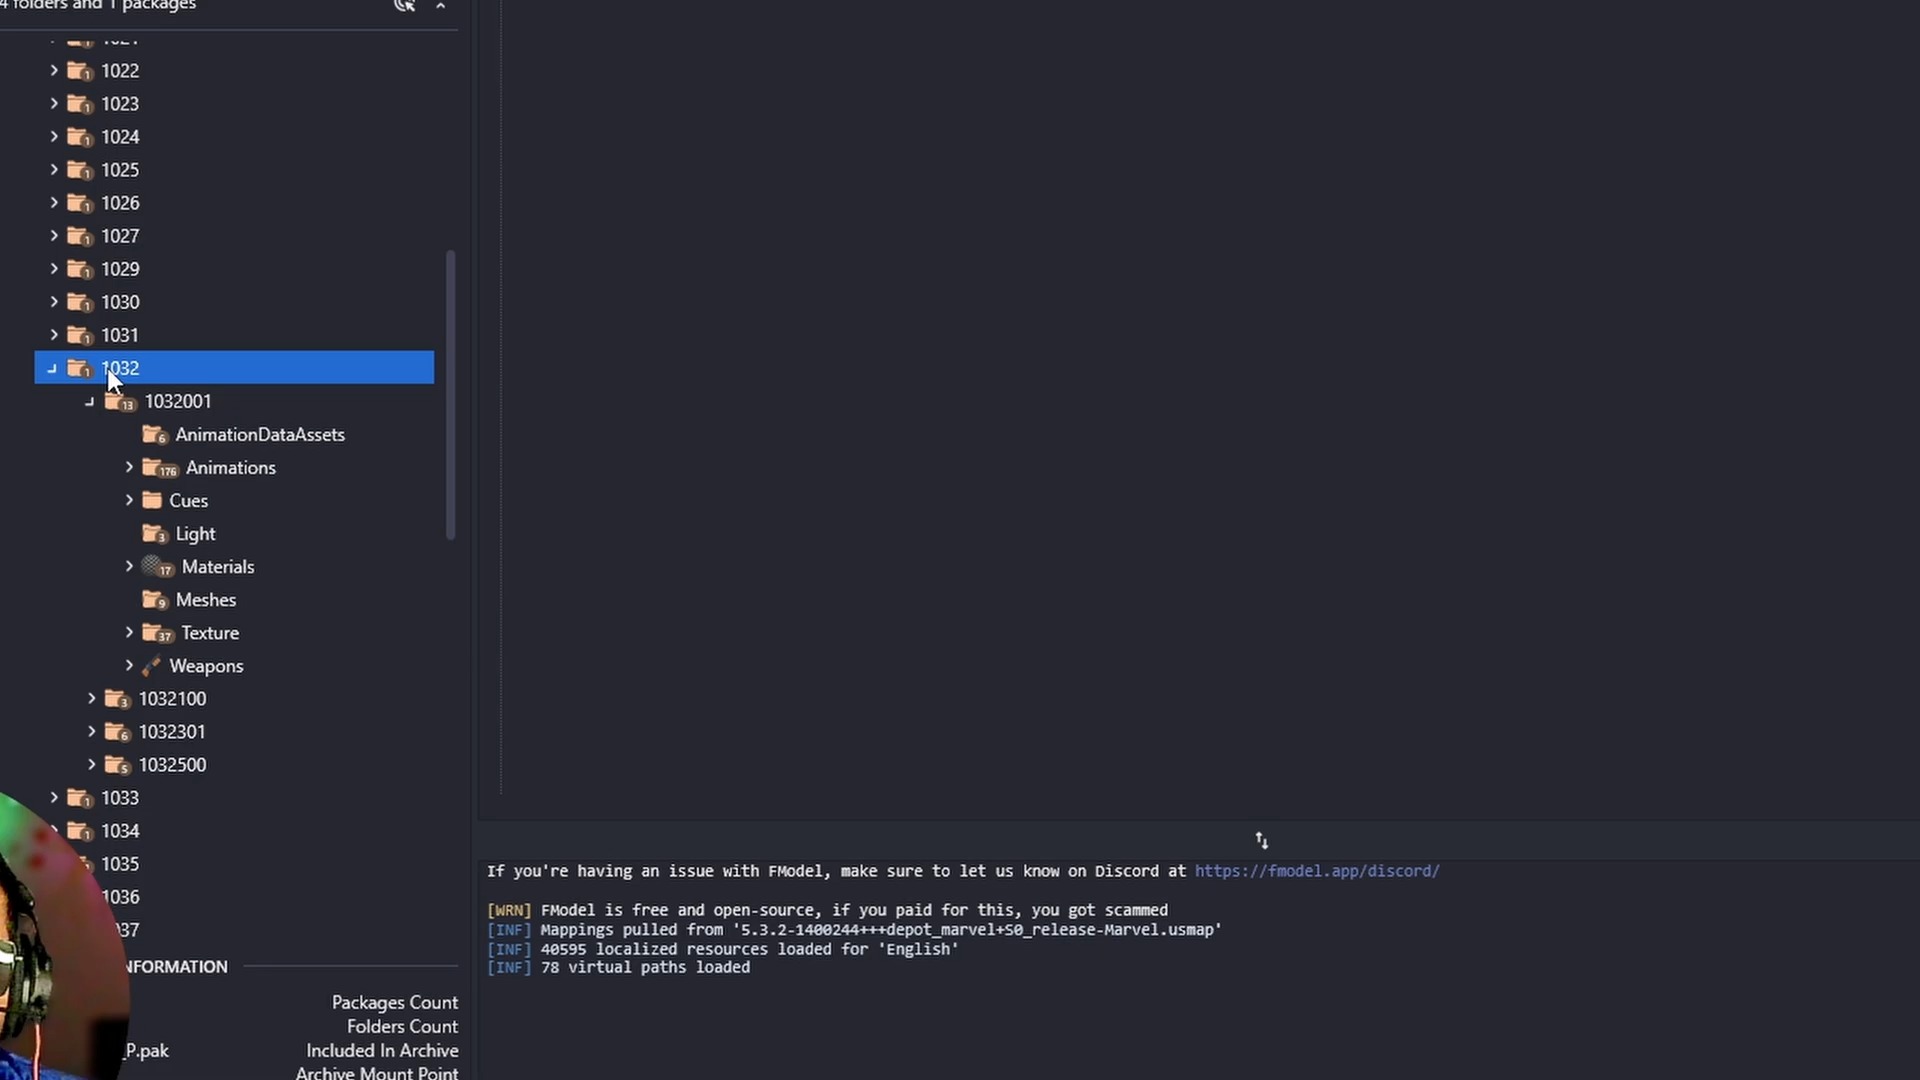 4 folders and 1 packages
1021
1022
1023
1024
1025
1026
1027
1029
1030
1031
1032
1032001
AnimationDataAssets
Animations
Cues
Light
Materials
Meshes
Texture
Weapons
1032100
1032301
1032500
1033
1034
1035
1036
037
NFORMATION
Packages Count
Folders Count
_P.pak Included In Archive
Archive Mount Point
If you're having an issue with FModel, make sure to let us know on Discord at https://fmodel.app/discord/
[WRN] FModel is free and open-source, if you paid for this, you got scammed
[INF] Mappings pulled from '5.3.2-1400244+++depot_marvel+S0_release-Marvel.usmap'
[INF] 40595 localized resources loaded for 'English'
[INF] 78 virtual paths loaded